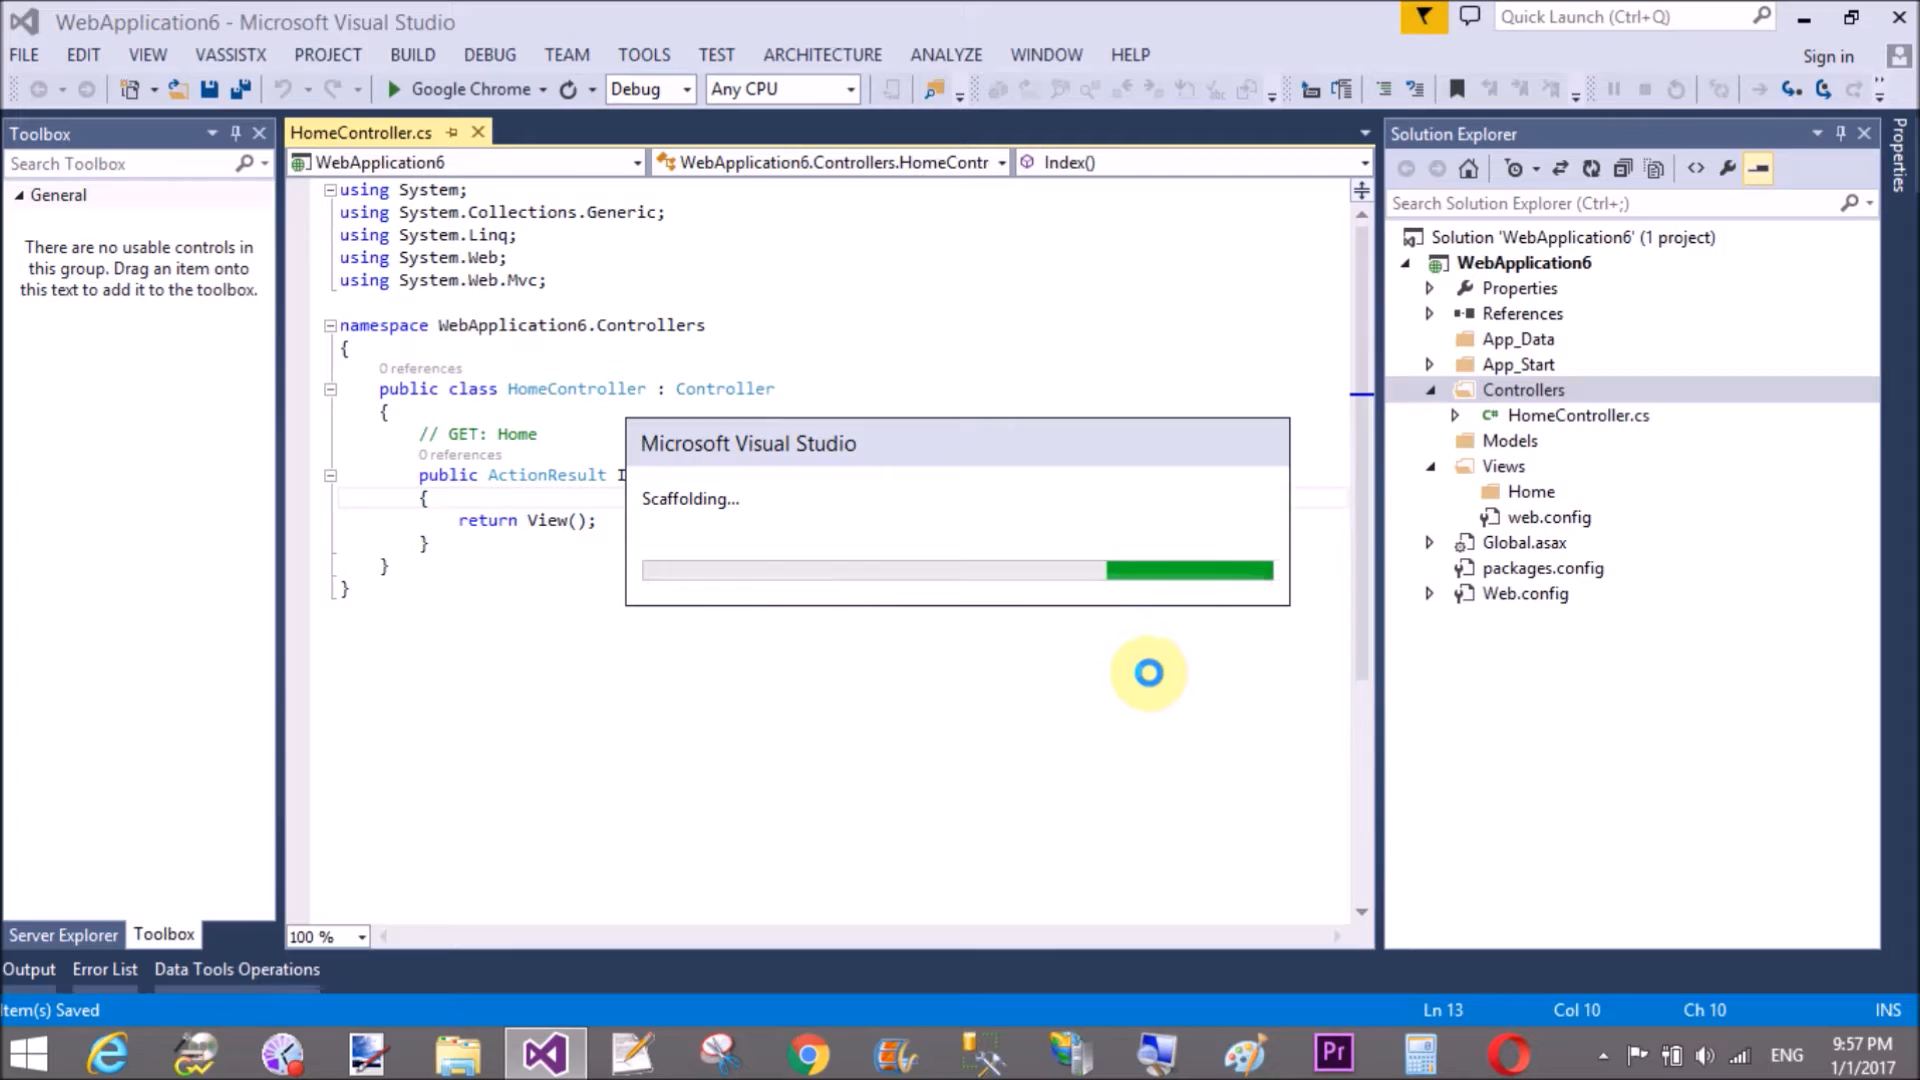 WebApplication6 - Microsoft Visual Studio
Quick Launch (Ctrl+Q)
FILE EDIT VIEW VASSISTX PROJECT BUILD DEBUG TEAM TOOLS TEST ARCHITECTURE ANALYZE WINDOW HELP
Sign in
Google Chrome Debug Any CPU
Toolbox
Search Toolbox
General
There are no usable controls in
this group. Drag an item onto
this text to add it to the toolbox.
Server Explorer Toolbox
HomeController.cs
WebApplication6 WebApplication6.Controllers.HomeContr Index()
using System;
using System.Collections.Generic;
using System.Linq;
using System.Web;
using System.Web.Mvc;
namespace WebApplication6.Controllers
{
0 references
public class HomeController : Controller
{
// GET: Home
0 references
public ActionResult I
{
return View();
}
}
}
100 %
Microsoft Visual Studio
Scaffolding...
Solution Explorer
Search Solution Explorer (Ctrl+;)
Solution 'WebApplication6' (1 project)
WebApplication6
Properties
References
App_Data
App_Start
Controllers
C# HomeController.cs
Models
Views
Home
web.config
Global.asax
packages.config
Web.config
Properties
Output Error List Data Tools Operations
Item(s) Saved
Ln 13 Col 10 Ch 10 INS
Pr
ENG
9:57 PM
1/1/2017